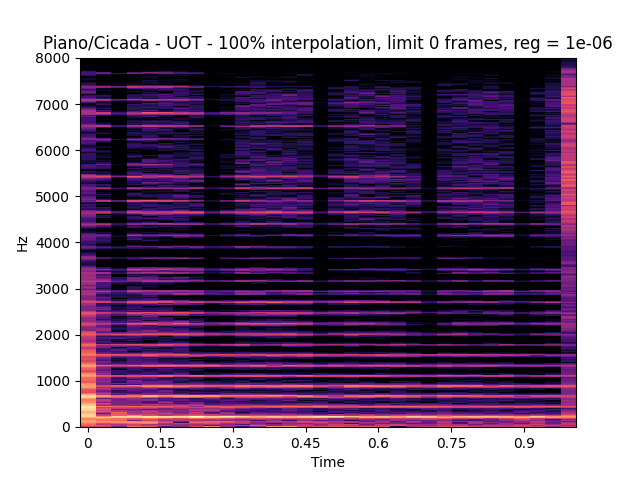 Piano/Cicada - UOT - 100% interpolation, limit 0 frames, reg = 1e-06
8000
7000
6000
5000
4000
3000
2000
1000
0
Hz
0 0.15 0.3 0.45 0.6 0.75 0.9
Time